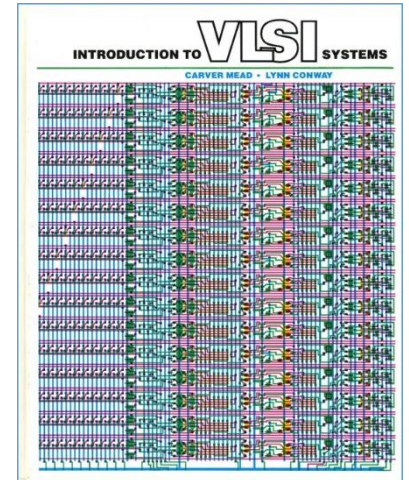 INTRODUCTION TO VLSI SYSTEMS
CARVER MEAD • LYNN CONWAY